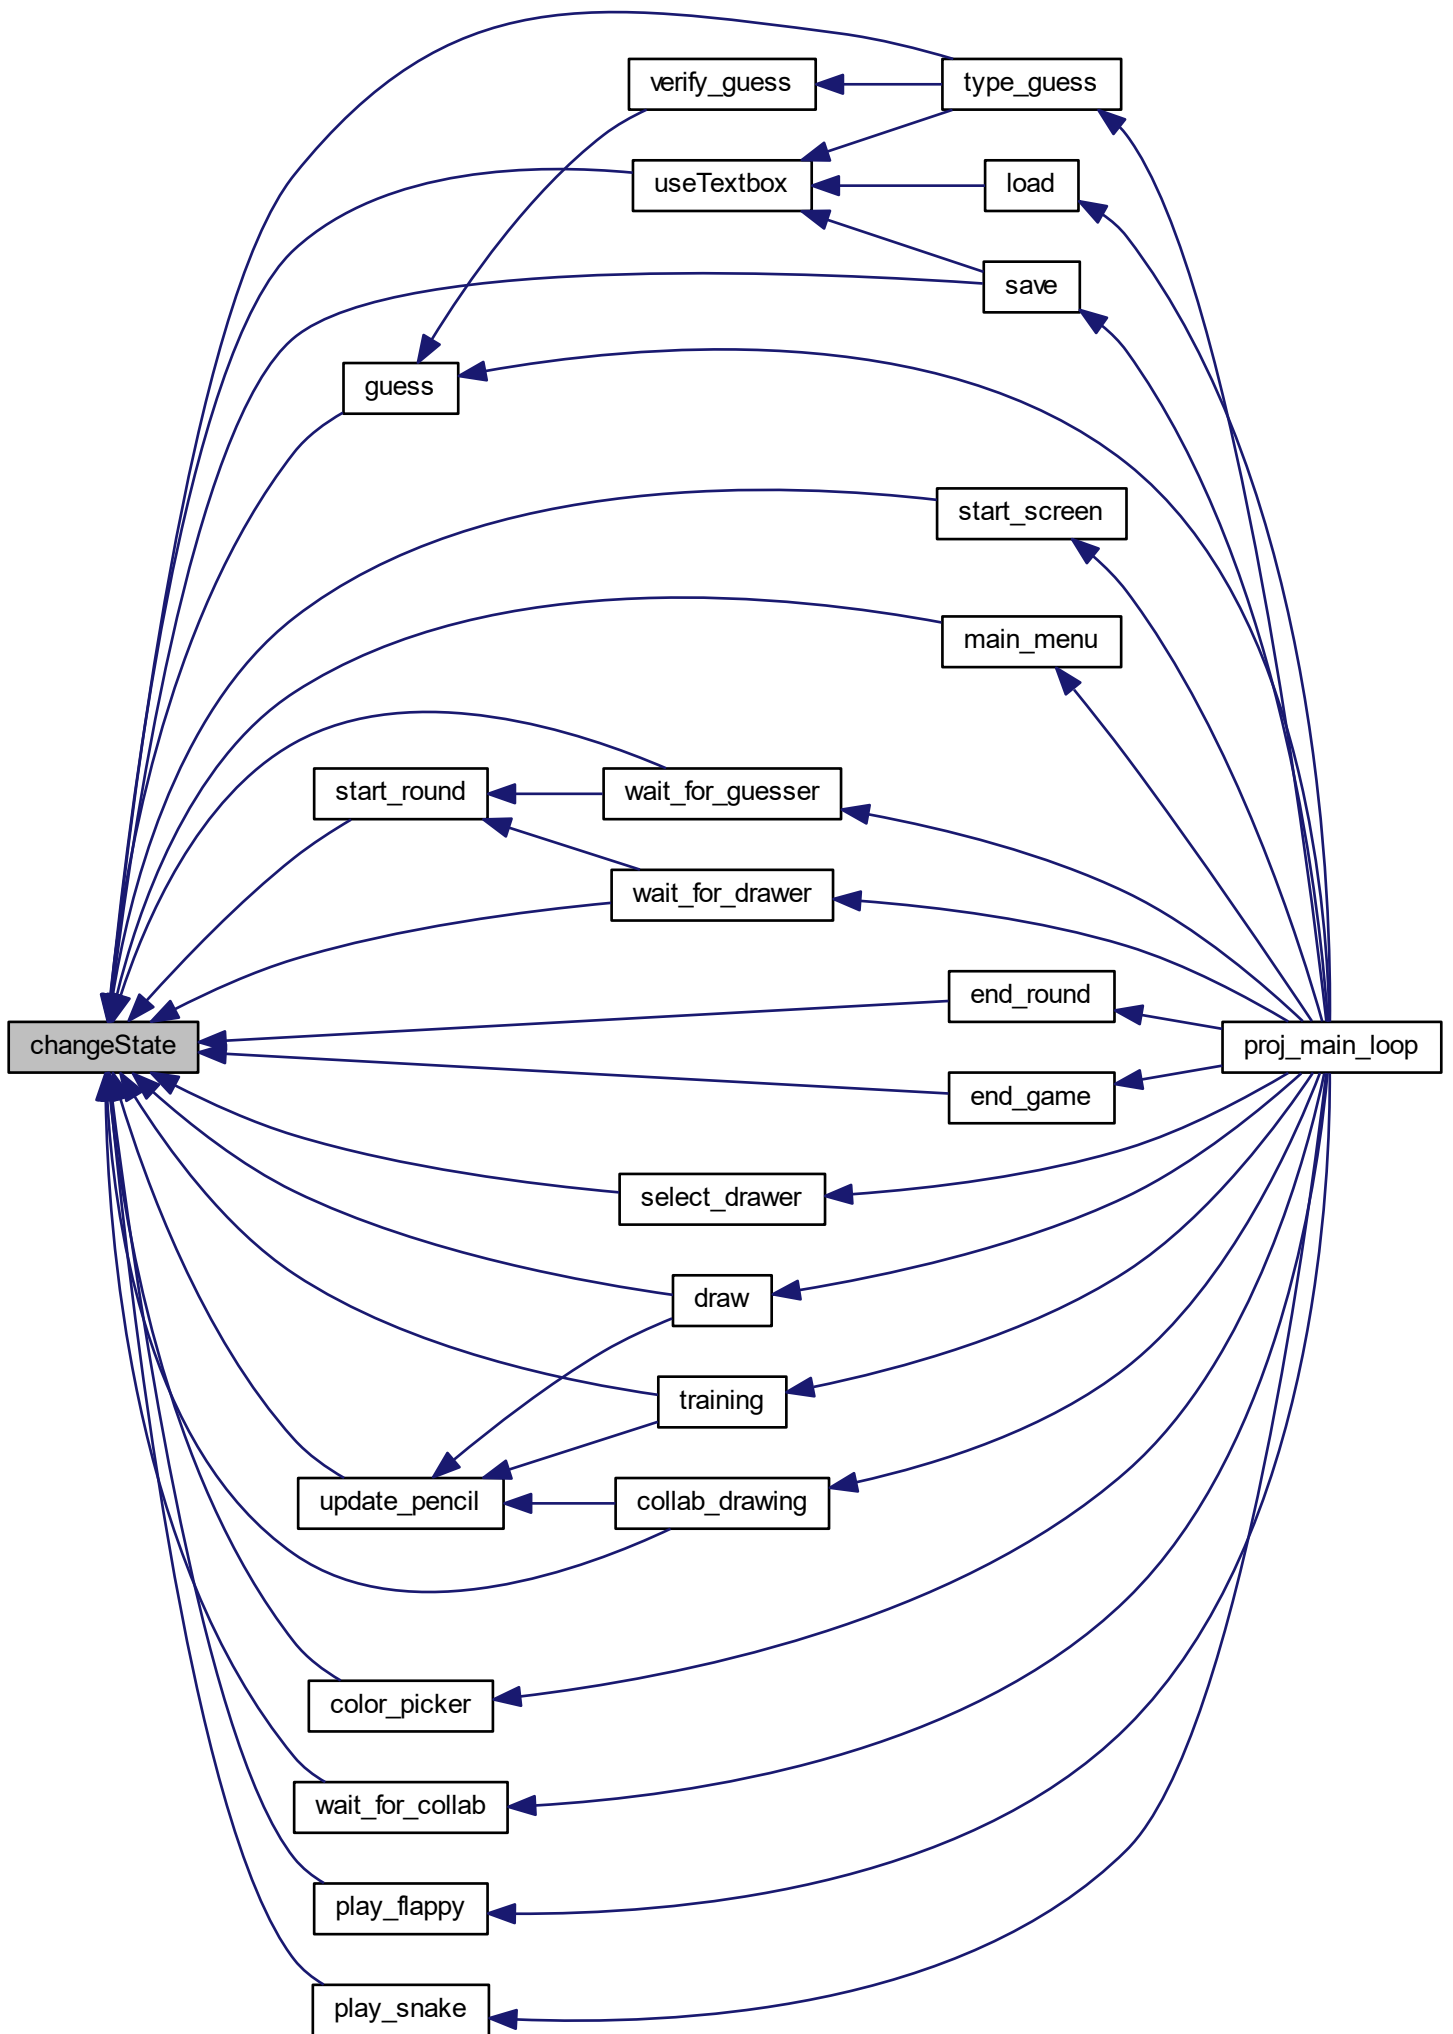 verify_guess
type_guess
useTextbox
load
save
guess
start_screen
main_menu
start_round
wait_for_guesser
wait_for_drawer
end_round
changeState
proj_main_loop
end_game
select_drawer
draw
training
update_pencil
collab_drawing
color_picker
wait_for_collab
play_flappy
play_snake